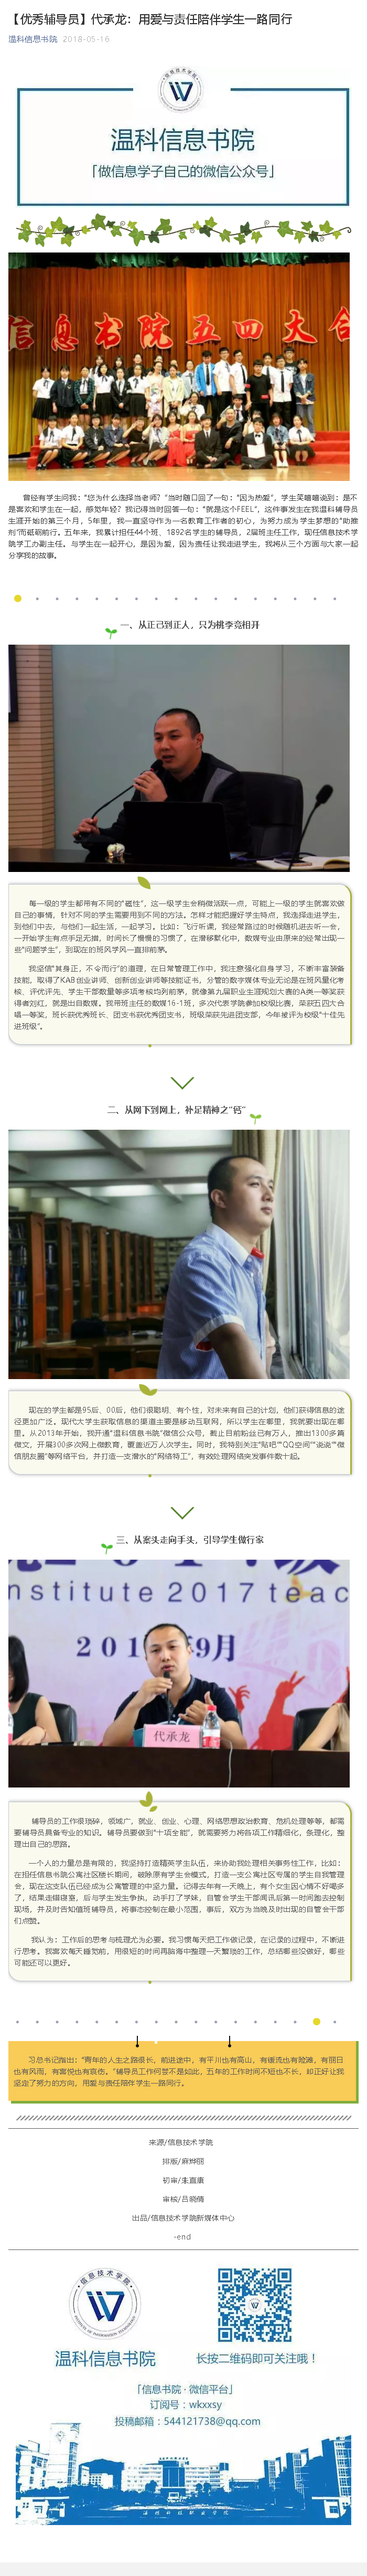 【优秀辅导员】代承龙：用爱与责任陪伴学生一路同行
温科信息书院 2018-05-16
温科信息书院
「做信息学子自己的微信公众号」
信息书院五四大合
曾经有学生问我：“您为什么选择当老师？”当时随口回了一句：“因为热爱”，学生笑嘻嘻说到：是不
是喜欢和学生在一起，感觉年轻？我记得当时回答一句：“就是这个FEEL”，这件事发生在我温科辅导员
生涯开始的第三个月，5年里，我一直坚守作为一名教育工作者的初心，为努力成为学生梦想的“助推
剂”而砥砺前行。五年来，我累计担任44个班、1892名学生的辅导员，2届班主任工作，现任信息技术学
院学工办副主任。与学生在一起开心，是因为爱，因为责任让我走进学生，我将从三个方面与大家一起
分享我的故事。
一、从正己到正人，只为桃李竞相开
每一级的学生都带有不同的“磁性”，这一级学生会稍微活跃一点，可能上一级的学生就喜欢做
自己的事情，针对不同的学生需要用到不同的方法。怎样才能把握好学生特点，我选择走进学生，
到他们中去，与他们一起生活，一起学习。比如：飞行听课，我经常路过的时候随机进去听一会，
一开始学生有点手足无措，时间长了慢慢的习惯了，在潜移默化中，数媒专业由原来的经常出现一
些“问题学生”，到现在的班风学风一直排前茅。
我坚信“其身正，不令而行”的道理，在日常管理工作中，我注意强化自身学习，不断丰富装备
技能，取得了KAB创业讲师、创新创业讲师等技能证书，分管的数字媒体专业无论是在班风量化考
核、评优评先、学生干部数量等多项考核均列前茅，就像第九届职业生涯规划大赛的A类一等奖获
得者刘红，就是出自数媒。我带班主任的数媒16-1班，多次代表学院参加校级比赛，荣获五四大合
唱一等奖，班长获优秀班长、团支书获优秀团支书，班级荣获先进团支部，今年被评为校级“十佳先
进班级”。
二、从网下到网上，补足精神之“钙”
现在的学生都是95后、00后，他们很聪明、有个性，对未来有自己的计划，他们获得信息的途
径更加广泛。现代大学生获取信息的渠道主要是移动互联网，所以学生在哪里，我就要出现在哪
里。从2013年开始，我开通“温科信息书院”微信公众号，截止目前粉丝已有万人，推出1300多篇
微文，开展300多次网上微教育，覆盖近万人次学生。同时，我特别关注“贴吧”“QQ空间”“说说”“微
信朋友圈”等网络平台，并打造一支潜水的“网络特工”，有效处理网络突发事件数十起。
三、从案头走向手头，引导学生做行家
nstitute 2017 te c
代承龙
辅导员的工作很琐碎，领域广，就业、创业、心理、网络思想政治教育、危机处理等等，都需
要辅导员具备专业的知识。辅导员要做到“十项全能”，就需要努力将各项工作精细化，条理化，整
理出自己的思路。
一个人的力量总是有限的，我坚持打造精英学生队伍，来协助我处理相关事务性工作，比如：
在担任信息书院公寓社区楼长期间，破除原有学生会模式，打造一支公寓社区专属的学生自我管理
会，现在这支队伍已经成为公寓管理的中坚力量。记得去年有一天晚上，有个女生因心情不好喝多
了，结果走错寝室，后与学生发生争执，动手打了学妹，自管会学生干部闻讯后第一时间跑去控制
现场，并及时告知值班辅导员，将事态控制在最小范围，事后，双方为当晚及时出现的自管会干部
们点赞。
我认为：工作后的思考与梳理尤为必要。我习惯每天把工作做记录，在记录的过程中，不断进
行思考。我喜欢每天睡觉前，用很短的时间再脑海中整理一天繁琐的工作，总结哪些没做好，哪些
可能还可以更好。
习总书记指出：“青年的人生之路很长，前进途中，有平川也有高山，有缓流也有险滩，有丽日
也有风雨，有喜悦也有哀伤。”辅导员工作何尝不是如此，五年的工作时间不短也不长，却正好让我
坚定了努力的方向，用爱与责任陪伴学生一路同行。
来源/信息技术学院
初审/朱直康
审核/吕晓倩
出品/信息技术学院新媒体中心
-end
温科信息书院
长按二维码即可关注哦！
「信息书院·微信平台」
订阅号：wkxxsy
投稿邮箱：544121738@qq.com